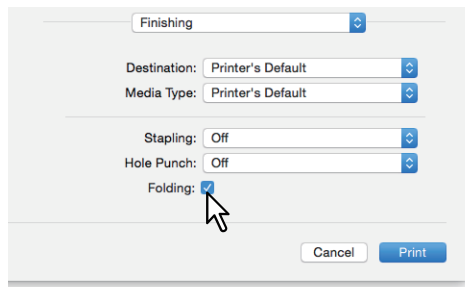 Finishing
Destination: Printer's Default
Media Type: Printer's Default
Stapling: Off
Hole Punch: Off
Folding:
Cancel Print